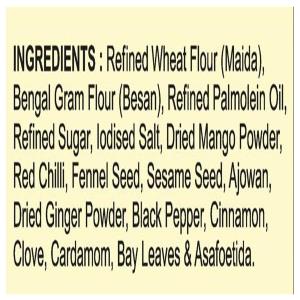 INGREDIENTS : Refined Wheat Flour (Maida),
Bengal Gram Flour (Besan), Refined Palmolein Oil,
Refined Sugar, Iodised Salt, Dried Mango Powder,
Red Chilli, Fennel Seed, Sesame Seed, Ajowan,
Dried Ginger Powder, Black Pepper, Cinnamon,
Clove, Cardamom, Bay Leaves & Asafoetida.